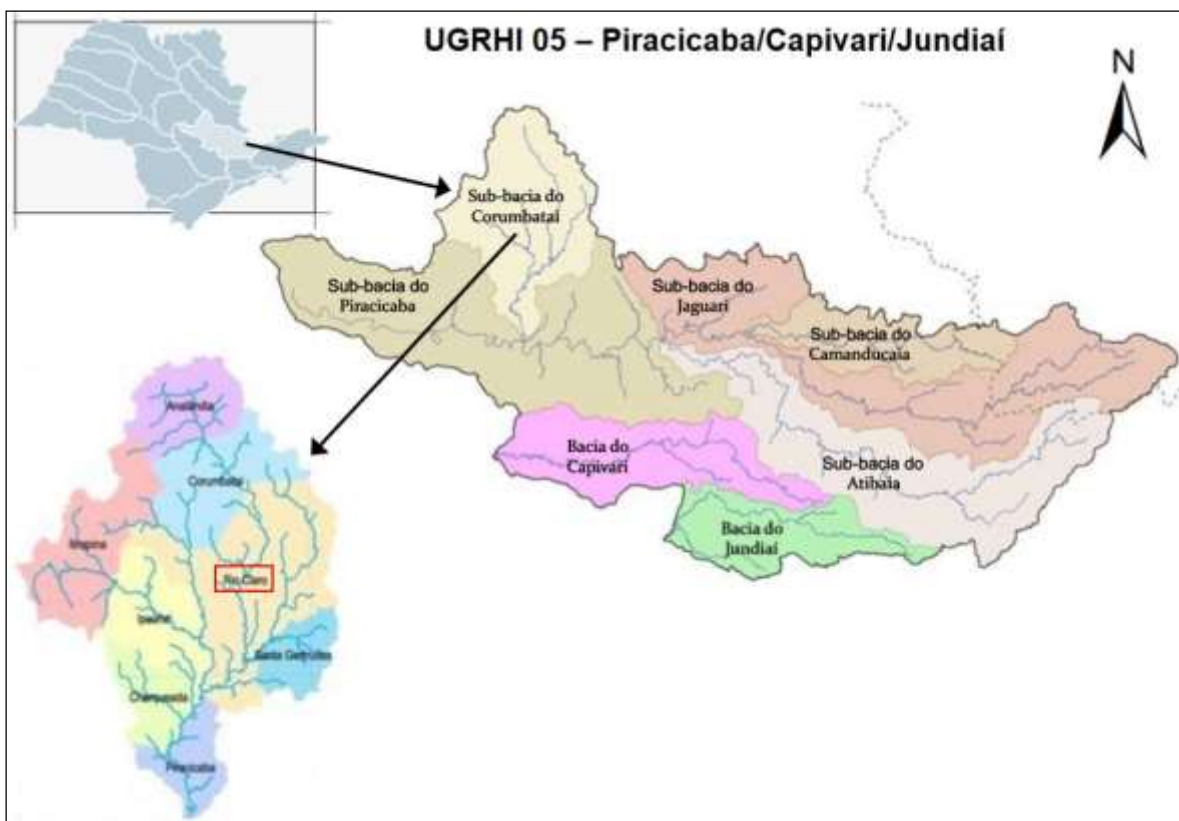 UGRHI 05 – Piracicaba/Capivari/Jundiaí
N
Sub-bacia do
Corumbataí
Sub-bacia do
Piracicaba
Sub-bacia do
Jaguari
Sub-bacia do
Camanducaia
Bacia do
Capivari
Sub-bacia do
Atibaia
Bacia do
Jundiaí
Analândia
Corumbataí
Itirapina
Rio Claro
Ipeúna
Santa Gertrudes
Charqueada
Piracicaba